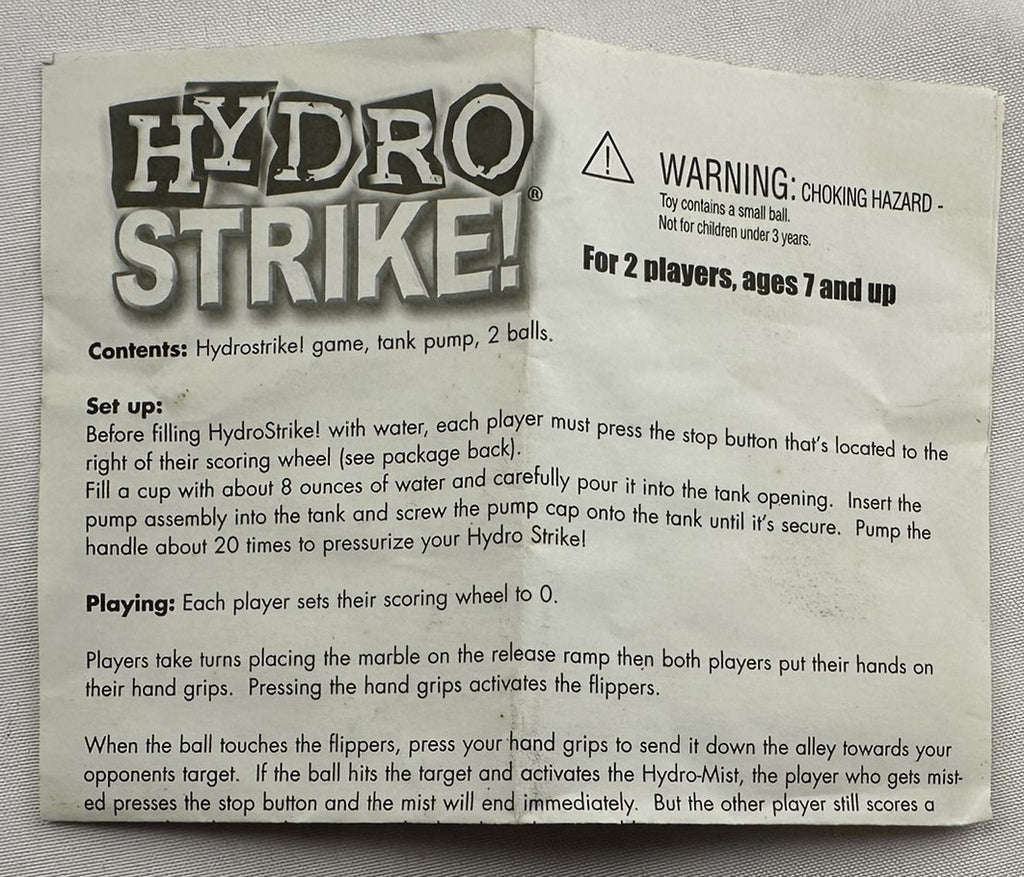 HYDRO
STRIKE!®
WARNING: CHOKING HAZARD -
Toy contains a small ball.
Not for children under 3 years.
For 2 players, ages 7 and up
Contents: Hydrostrike! game, tank pump, 2 balls.
Set up:
Before filling HydroStrike! with water, each player must press the stop button that's located to the
right of their scoring wheel (see package back).
Fill a cup with about 8 ounces of water and carefully pour it into the tank opening. Insert the
pump assembly into the tank and screw the pump cap onto the tank until it's secure. Pump the
handle about 20 times to pressurize your Hydro Strike!
Playing: Each player sets their scoring wheel to 0.
Players take turns placing the marble on the release ramp then both players put their hands on
their hand grips. Pressing the hand grips activates the flippers.
When the ball touches the flippers, press your hand grips to send it down the alley towards your
opponents target. If the ball hits the target and activates the Hydro-Mist, the player who gets mist-
ed presses the stop button and the mist will end immediately. But the other player still scores a